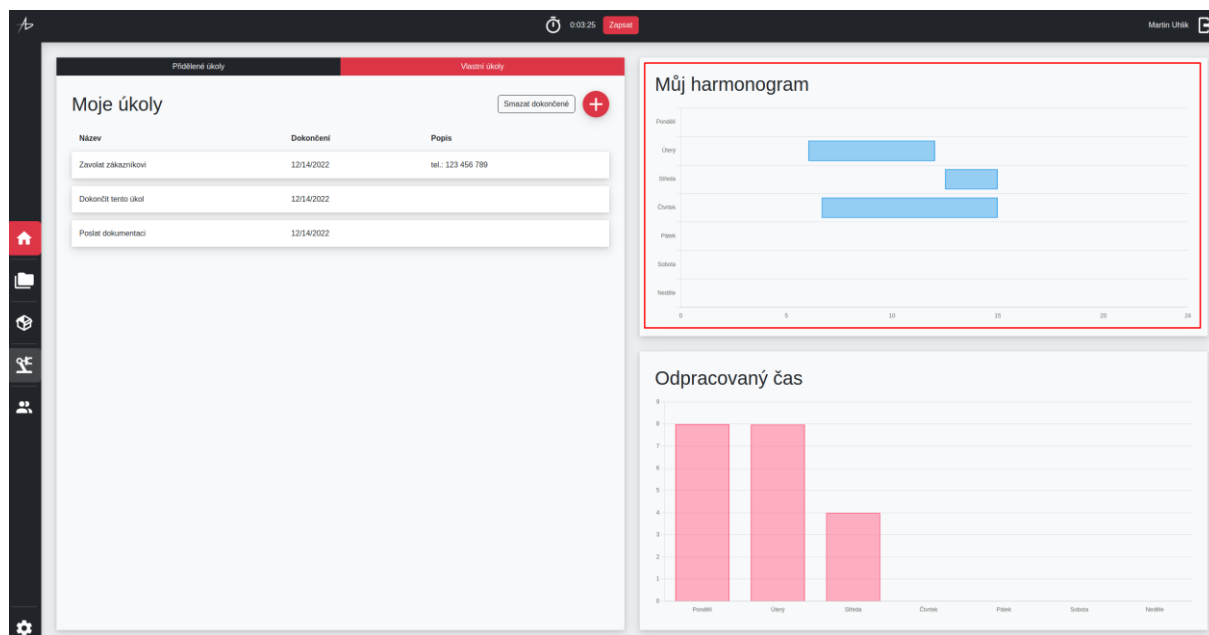 0:03:25 Zapsat Martin Uhlik
Přidělené úkoly Vlastní úkoly
Moje úkoly Smazat dokončené
Název Dokončení Popis
Zavolat zákazníkovi 12/14/2022 tel.: 123 456 789
Dokončit tento úkol 12/14/2022
Poslat dokumentaci 12/14/2022
Můj harmonogram
Pondělí
Úterý
Středa
Čtvrtek
Pátek
Sobota
Neděle
0 5 10 15 20 24
Odpracovaný čas
9
8
7
6
5
4
3
2
1
0
Pondělí Úterý Středa Čtvrtek Pátek Sobota Neděle